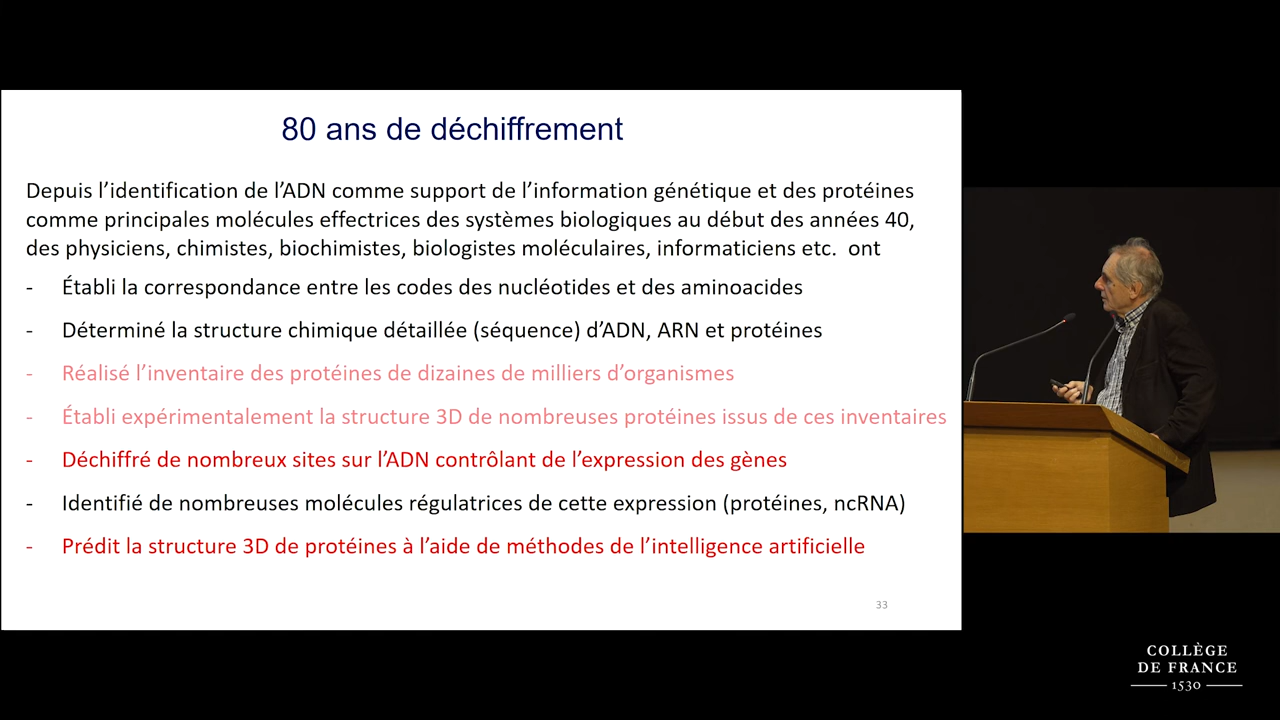 80 ans de déchiffrement
Depuis l’identification de l’ADN comme support de l’information génétique et des protéines
comme principales molécules effectrices des systèmes biologiques au début des années 40,
des physiciens, chimistes, biochimistes, biologistes moléculaires, informaticiens etc.  ont
- Établi la correspondance entre les codes des nucléotides et des aminoacides
- Déterminé la structure chimique détaillée (séquence) d’ADN, ARN et protéines
- Réalisé l’inventaire des protéines de dizaines de milliers d’organismes
- Établi expérimentalement la structure 3D de nombreuses protéines issus de ces inventaires
- Déchiffré de nombreux sites sur l’ADN contrôlant de l’expression des gènes
- Identifié de nombreuses molécules régulatrices de cette expression (protéines, ncRNA)
- Prédit la structure 3D de protéines à l’aide de méthodes de l’intelligence artificielle
33
COLLÈGE
DE FRANCE
1530